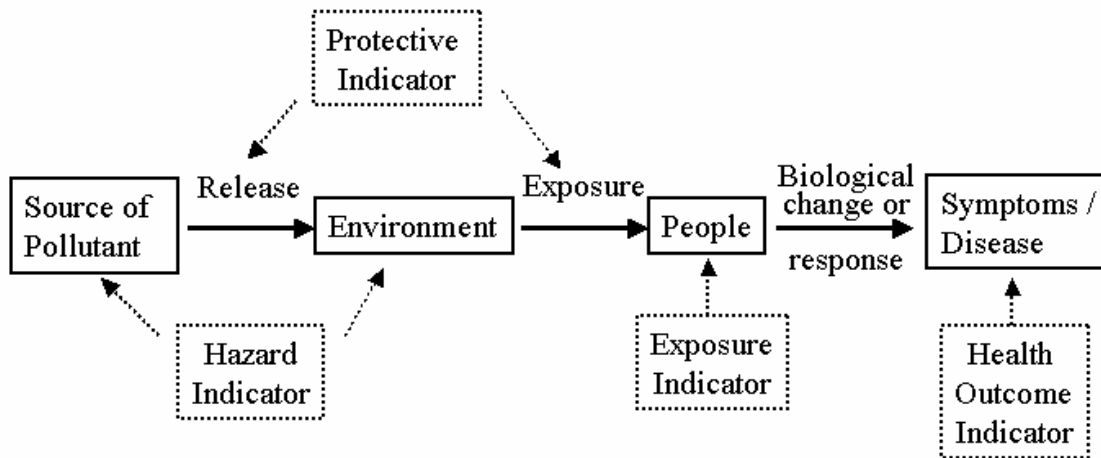 Protective
Indicator
Release
Exposure
Biological
change or
response
Source of
Pollutant
Environment
People
Symptoms /
Disease
Hazard
Indicator
Exposure
Indicator
Health
Outcome
Indicator